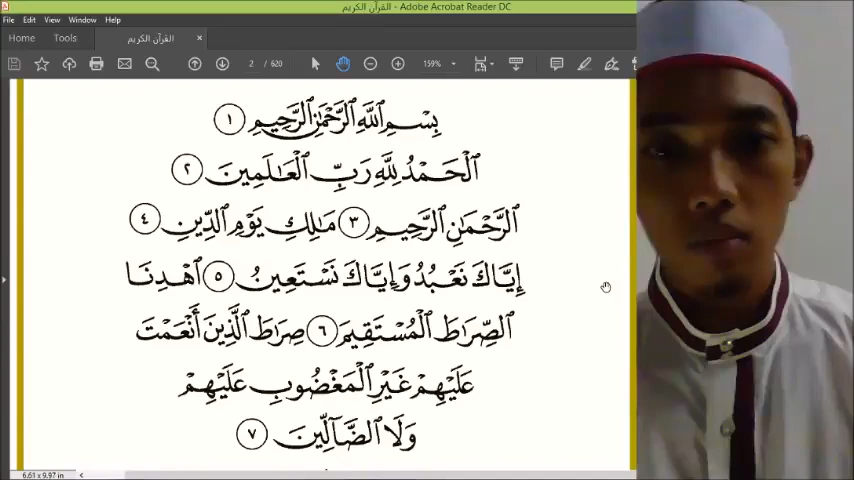 القرآن الكريم - Adobe Acrobat Reader DC
File Edit View Window Help
Home Tools القرآن الكريم ×
2 / 620 159%
بِسْمِ ٱللَّهِ ٱلرَّحْمَٰنِ ٱلرَّحِيمِ ١
ٱلْحَمْدُ لِلَّهِ رَبِّ ٱلْعَٰلَمِينَ ٢
ٱلرَّحْمَٰنِ ٱلرَّحِيمِ ٣ مَٰلِكِ يَوْمِ ٱلدِّينِ ٤
إِيَّاكَ نَعْبُدُ وَإِيَّاكَ نَسْتَعِينُ ٥ ٱهْدِنَا
ٱلصِّرَٰطَ ٱلْمُسْتَقِيمَ ٦ صِرَٰطَ ٱلَّذِينَ أَنْعَمْتَ
عَلَيْهِمْ غَيْرِ ٱلْمَغْضُوبِ عَلَيْهِمْ
وَلَا ٱلضَّآلِّينَ ٧
6.61 x 9.97 in